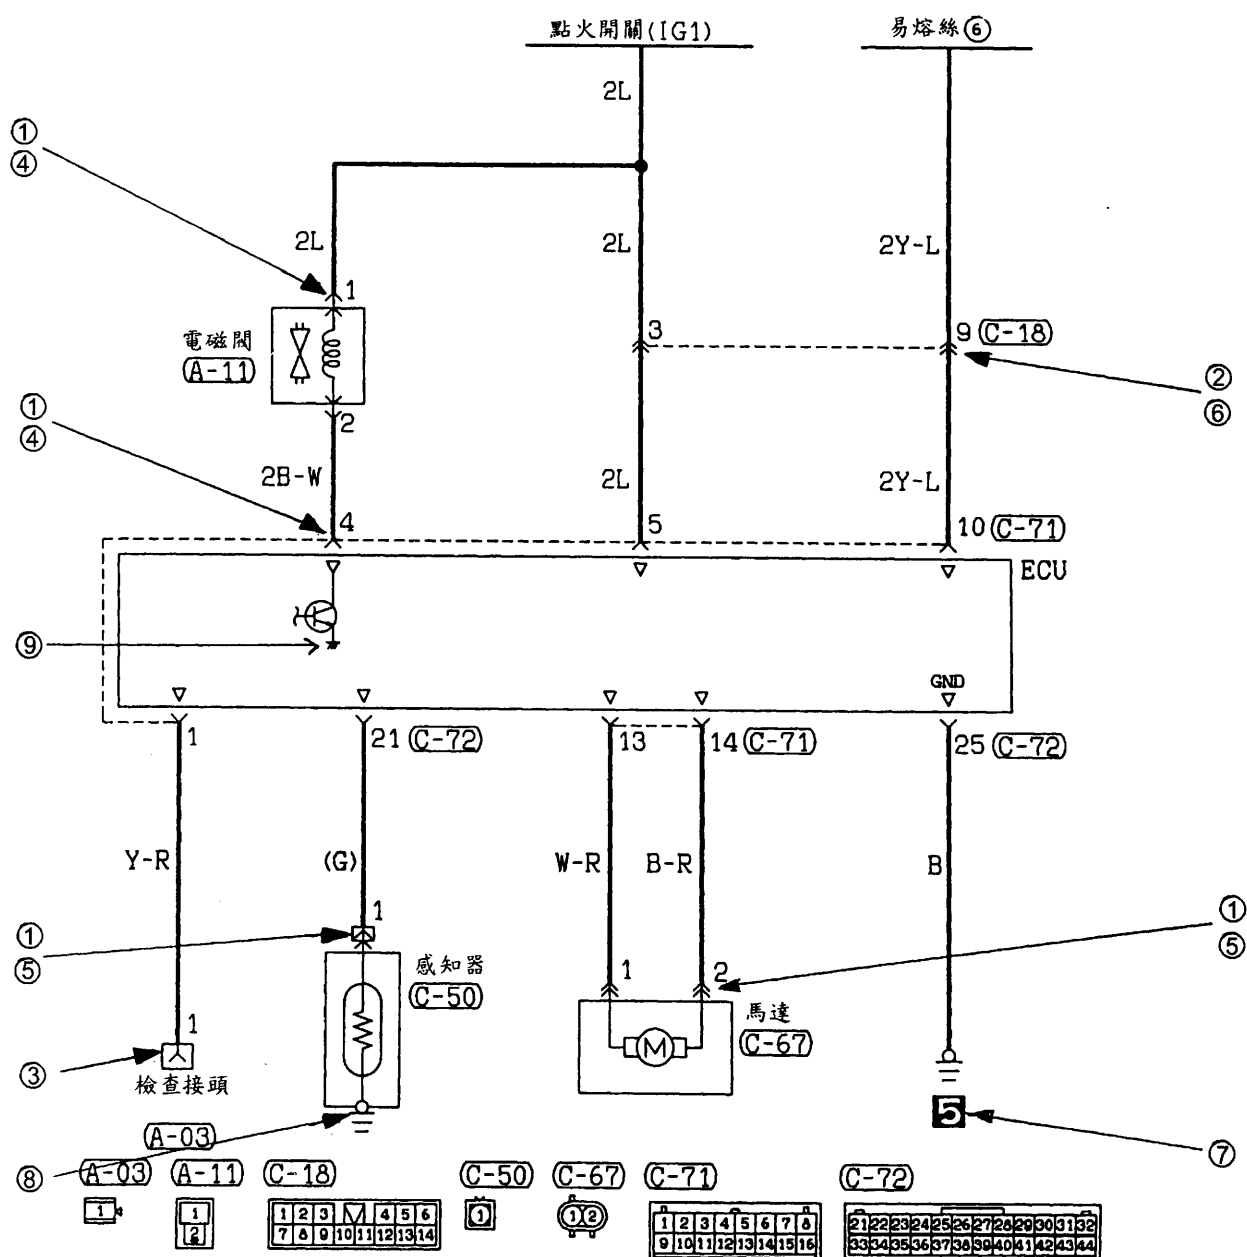 點火開關(IG1)
易熔絲⑥
2L
①
④
2L
2L
2Y-L
1
電磁閥
(A-11)
3
9 (C-18)
②
⑥
①
④
2
2B-W
2L
2Y-L
4
5
10 (C-71)
ECU
⑨
GND
1
21 (C-72)
13
14 (C-71)
25 (C-72)
Y-R
(G)
W-R
B-R
B
①
⑤
1
感知器
(C-50)
1
2
馬達
(C-67)
M
①
⑤
1
③
檢查接頭
5
⑦
(A-03)
⑧
(A-03)
(A-11)
(C-18)
(C-50)
(C-67)
(C-71)
(C-72)
1
1
2
1 2 3 4 5 6
7 8 9 10 11 12 13 14
1
1 2
1 2 3 4 5 6 7 8
9 10 11 12 13 14 15 16
21 22 23 24 25 26 27 28 29 30 31 32
33 34 35 36 37 38 39 40 41 42 43 44